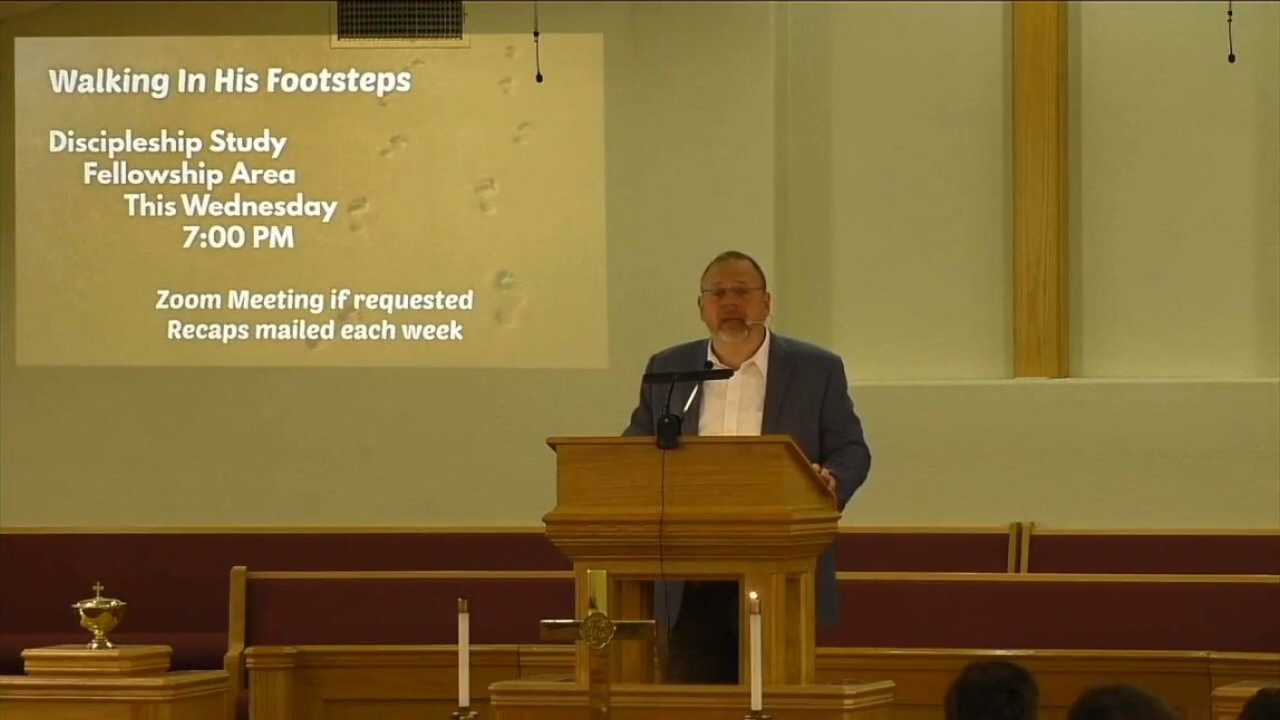 Walking In His Footsteps
Discipleship Study
Fellowship Area
This Wednesday
7:00 PM
Zoom Meeting if requested
Recaps mailed each week